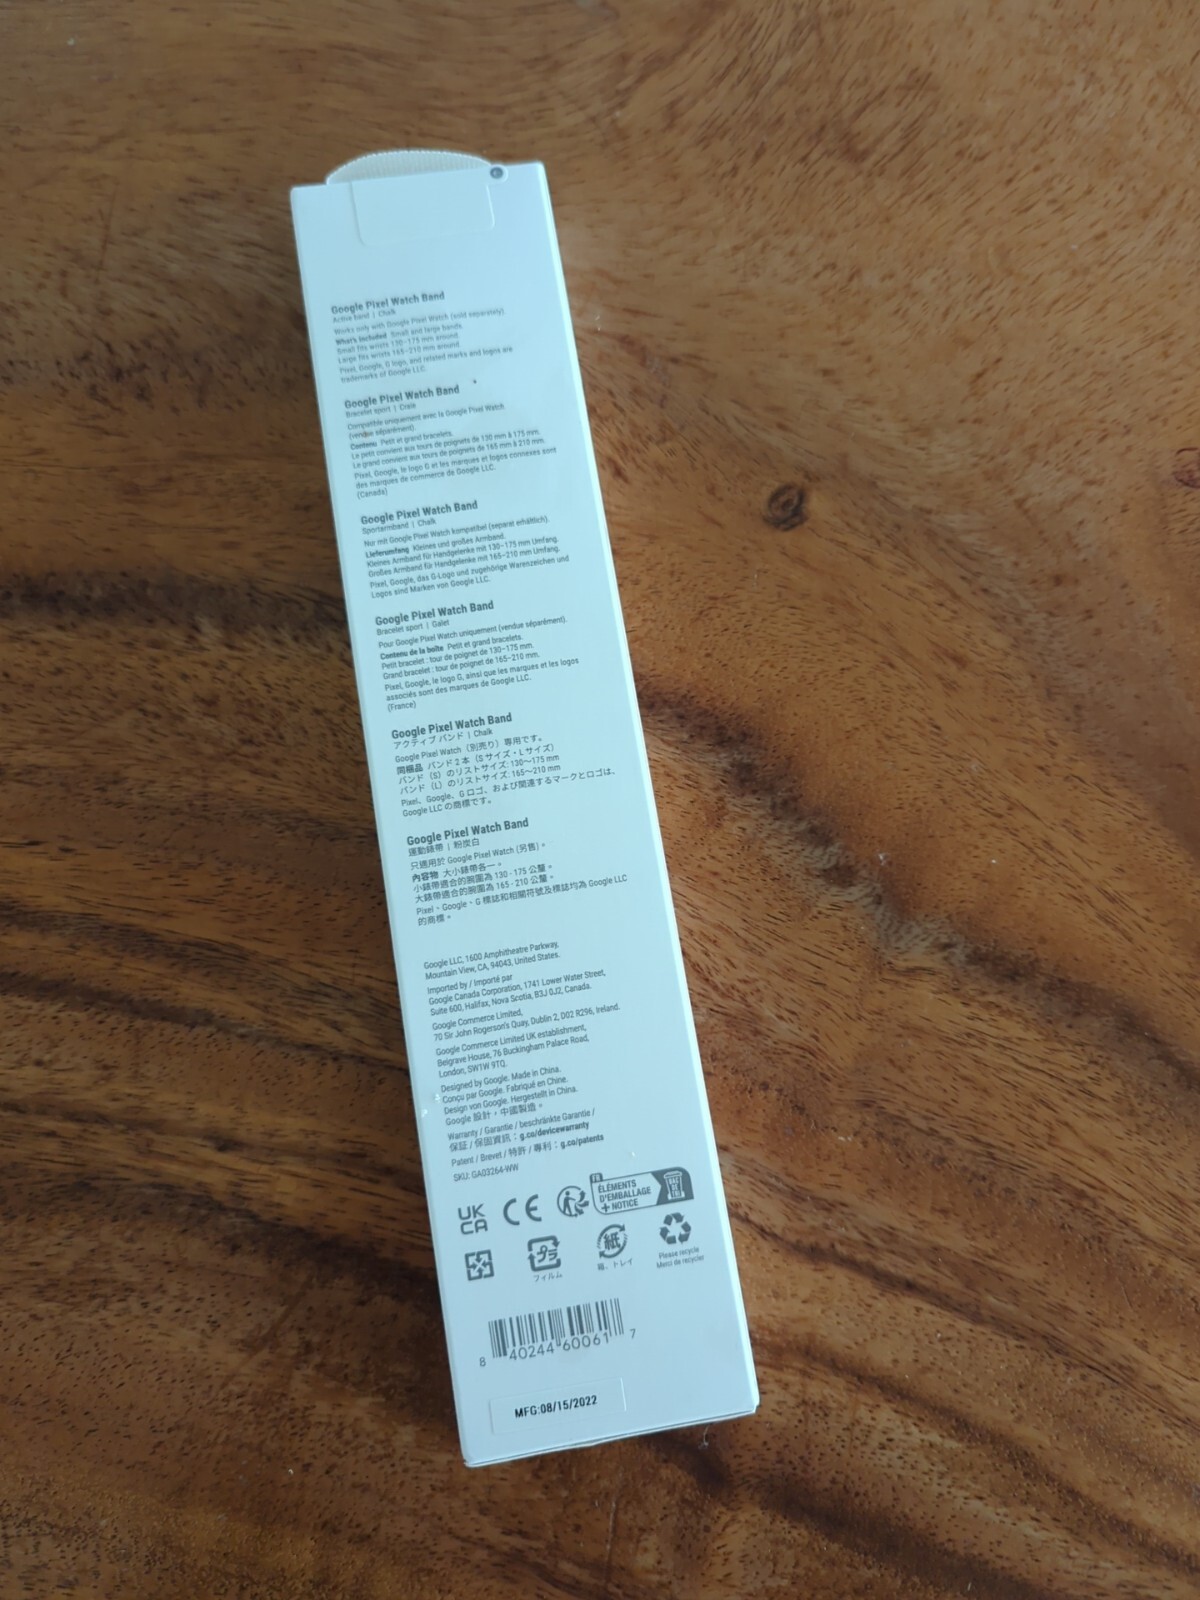 Google Pixel Watch Band
Active band | Chalk
Works only with Google Pixel Watch (sold separately).
What's included Small and large bands.
Small fits wrists 130–175 mm around.
Large fits wrists 165–210 mm around.
Pixel, Google, G logo, and related marks and logos are
trademarks of Google LLC.
Google Pixel Watch Band
Bracelet sport | Craie
Compatible uniquement avec la Google Pixel Watch
(vendue séparément).
Contenu Petit et grand bracelets.
Le petit convient aux tours de poignets de 130 mm à 175 mm.
Le grand convient aux tours de poignets de 165 mm à 210 mm.
Pixel, Google, le logo G et les marques et logos connexes sont
des marques de commerce de Google LLC.
(Canada)
Google Pixel Watch Band
Sportarmband | Chalk
Nur mit Google Pixel Watch kompatibel (separat erhältlich).
Lieferumfang Kleines und großes Armband.
Kleines Armband für Handgelenke mit 130–175 mm Umfang.
Großes Armband für Handgelenke mit 165–210 mm Umfang.
Pixel, Google, das G-Logo und zugehörige Warenzeichen und
Logos sind Marken von Google LLC.
Google Pixel Watch Band
Bracelet sport | Galet
Pour Google Pixel Watch uniquement (vendue séparément).
Contenu de la boîte Petit et grand bracelets.
Petit bracelet : tour de poignet de 130–175 mm.
Grand bracelet : tour de poignet de 165–210 mm.
Pixel, Google, le logo G, ainsi que les marques et les logos
associés sont des marques de Google LLC.
(France)
Google Pixel Watch Band
アクティブ バンド | Chalk
Google Pixel Watch（別売り）専用です。
同梱品 バンド 2 本（S サイズ・L サイズ）
バンド（S）のリストサイズ: 130～175 mm
バンド（L）のリストサイズ: 165～210 mm
Pixel、Google、G ロゴ、および関連するマークとロゴは、
Google LLC の商標です。
Google Pixel Watch Band
運動錶帶 | 粉炭白
只適用於 Google Pixel Watch (另售)。
內容物 大小錶帶各一。
小錶帶適合的腕圍為 130 - 175 公釐。
大錶帶適合的腕圍為 165 - 210 公釐。
Pixel、Google、G 標誌和相關符號及標誌均為 Google LLC
的商標。
Google LLC, 1600 Amphitheatre Parkway,
Mountain View, CA, 94043, United States.
Imported by / Importé par
Google Canada Corporation, 1741 Lower Water Street,
Suite 600, Halifax, Nova Scotia, B3J 0J2, Canada.
Google Commerce Limited,
70 Sir John Rogerson's Quay, Dublin 2, D02 R296, Ireland.
Google Commerce Limited UK establishment,
Belgrave House, 76 Buckingham Palace Road,
London, SW1W 9TQ.
Designed by Google. Made in China.
Conçu par Google. Fabriqué en Chine.
Design von Google. Hergestellt in China.
Google 設計，中國製造。
Warranty / Garantie / beschränkte Garantie /
保証 / 保固資訊：g.co/devicewarranty
Patent / Brevet / 特許 / 專利：g.co/patents
SKU: GA03264-WW
UK
CA
CE
FR
ÉLÉMENTS
D'EMBALLAGE
+ NOTICE
BAC
DE
TRI
プラ
フィルム
紙
箱、トレイ
Please recycle
Merci de recycler
8 40244 60061 7
MFG:08/15/2022